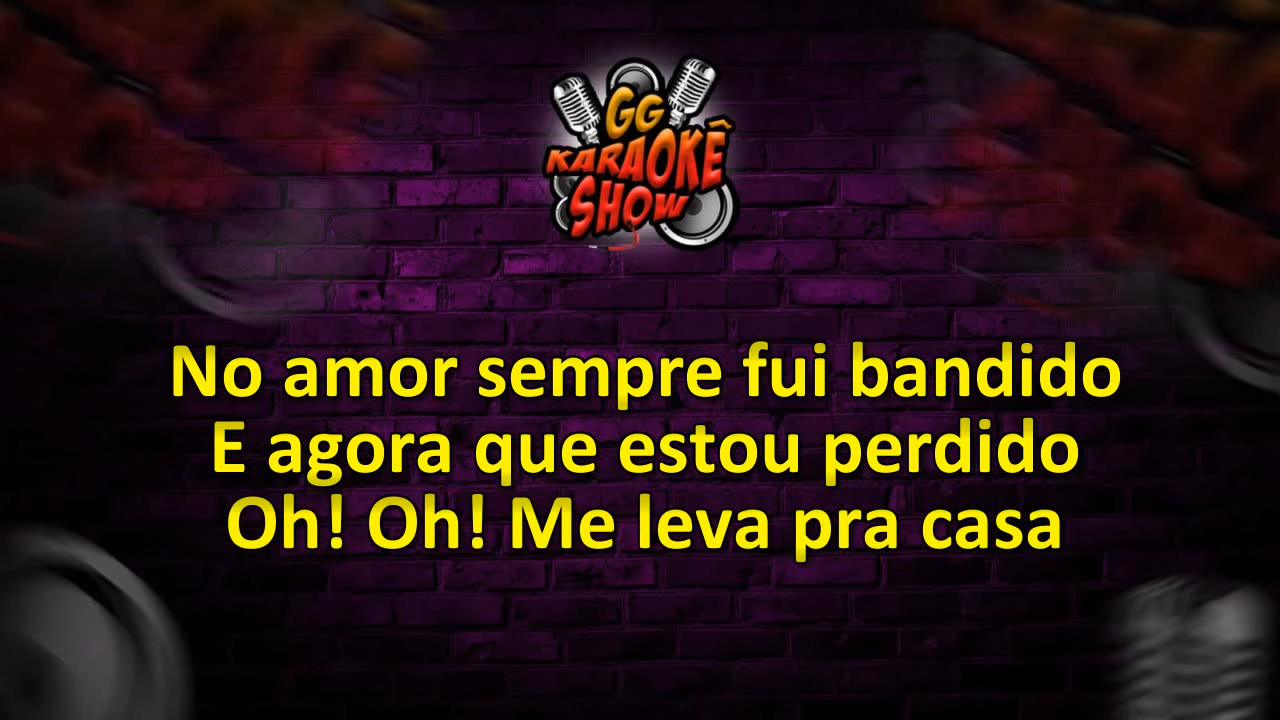 GG
KARAOKÊ
SHOW
No amor sempre fui bandido
E agora que estou perdido
Oh! Oh! Me leva pra casa